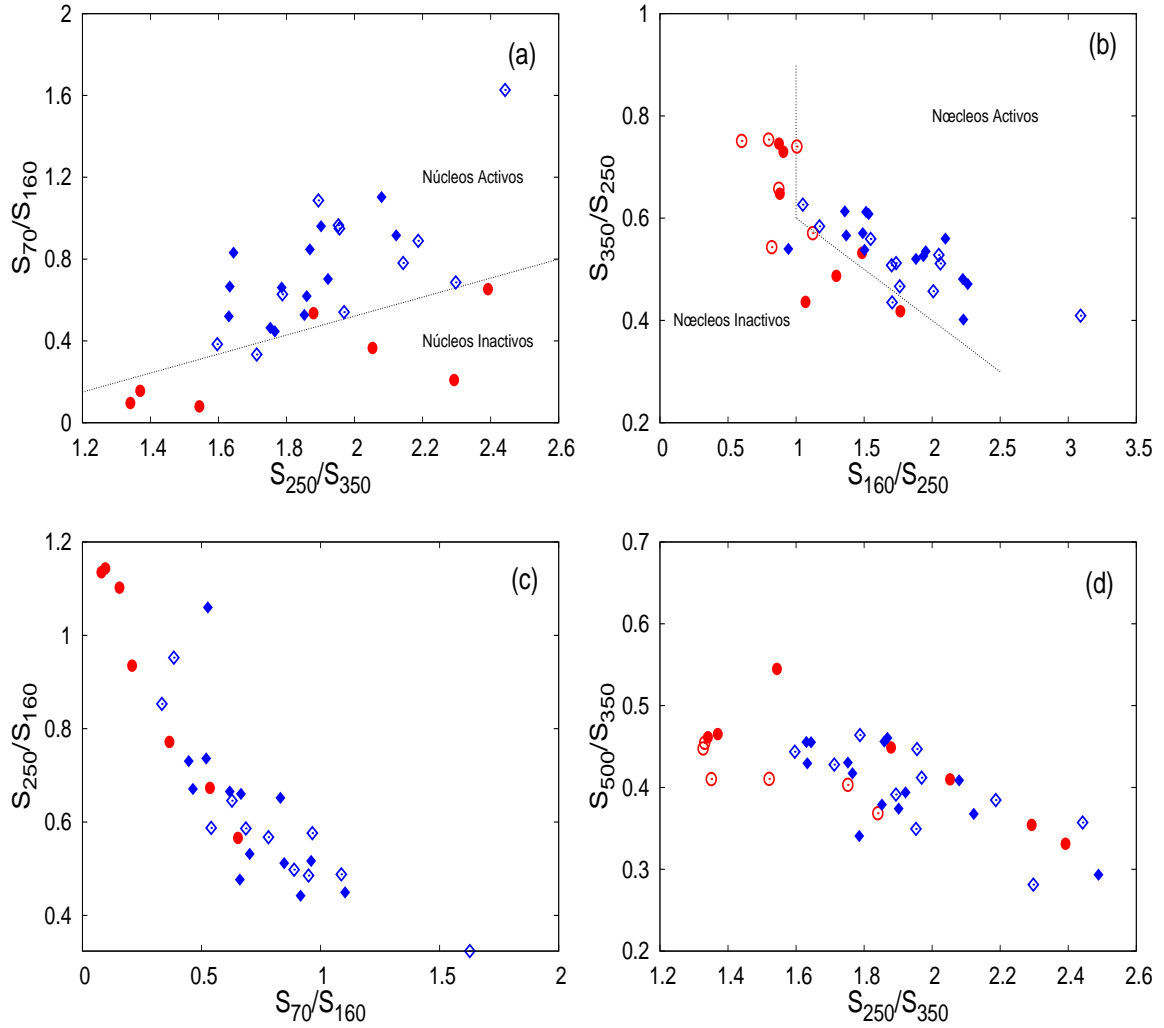 (a)
2
1.6
1.2
0.8
0.4
0
S70/S160
Núcleos Activos
Núcleos Inactivos
1.2 1.4 1.6 1.8 2 2.2 2.4 2.6
S250/S350
(b)
1
0.8
0.6
0.4
0.2
S350/S250
Nœcleos Activos
Nœcleos Inactivos
0 0.5 1 1.5 2 2.5 3 3.5
S160/S250
(c)
1.2
1
0.8
0.6
0.4
S250/S160
0 0.5 1 1.5 2
S70/S160
(d)
0.7
0.6
0.5
0.4
0.3
0.2
S500/S350
1.2 1.4 1.6 1.8 2 2.2 2.4 2.6
S250/S350